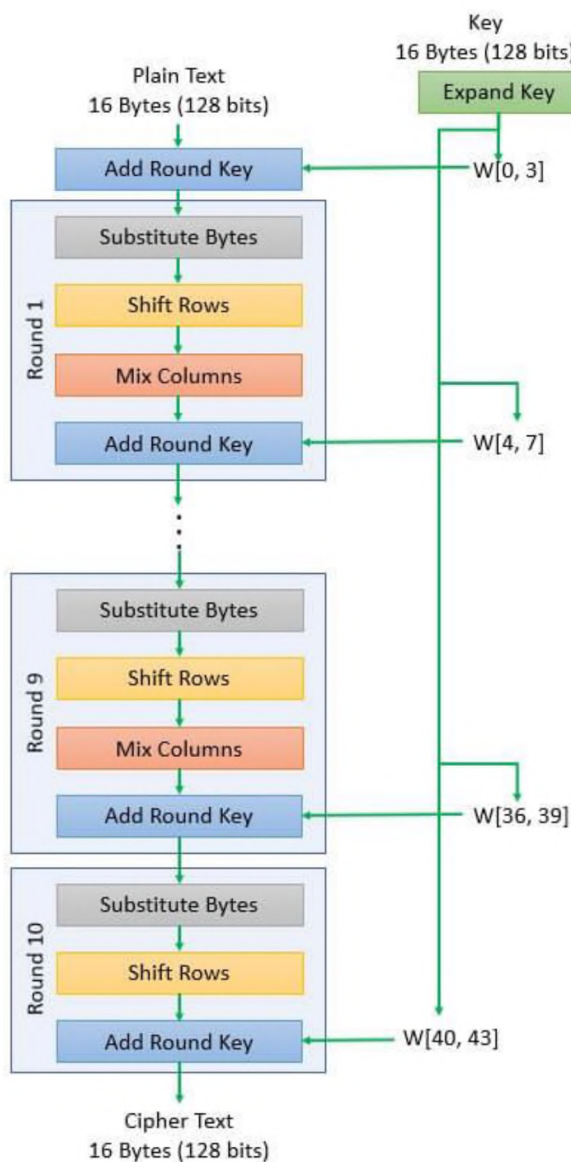 Key
16 Bytes (128 bits)
Expand Key
Plain Text
16 Bytes (128 bits)
Add Round Key
W[0, 3]
Round 1
Substitute Bytes
Shift Rows
Mix Columns
Add Round Key
W[4, 7]
Round 9
Substitute Bytes
Shift Rows
Mix Columns
Add Round Key
W[36, 39]
Round 10
Substitute Bytes
Shift Rows
Add Round Key
W[40, 43]
Cipher Text
16 Bytes (128 bits)